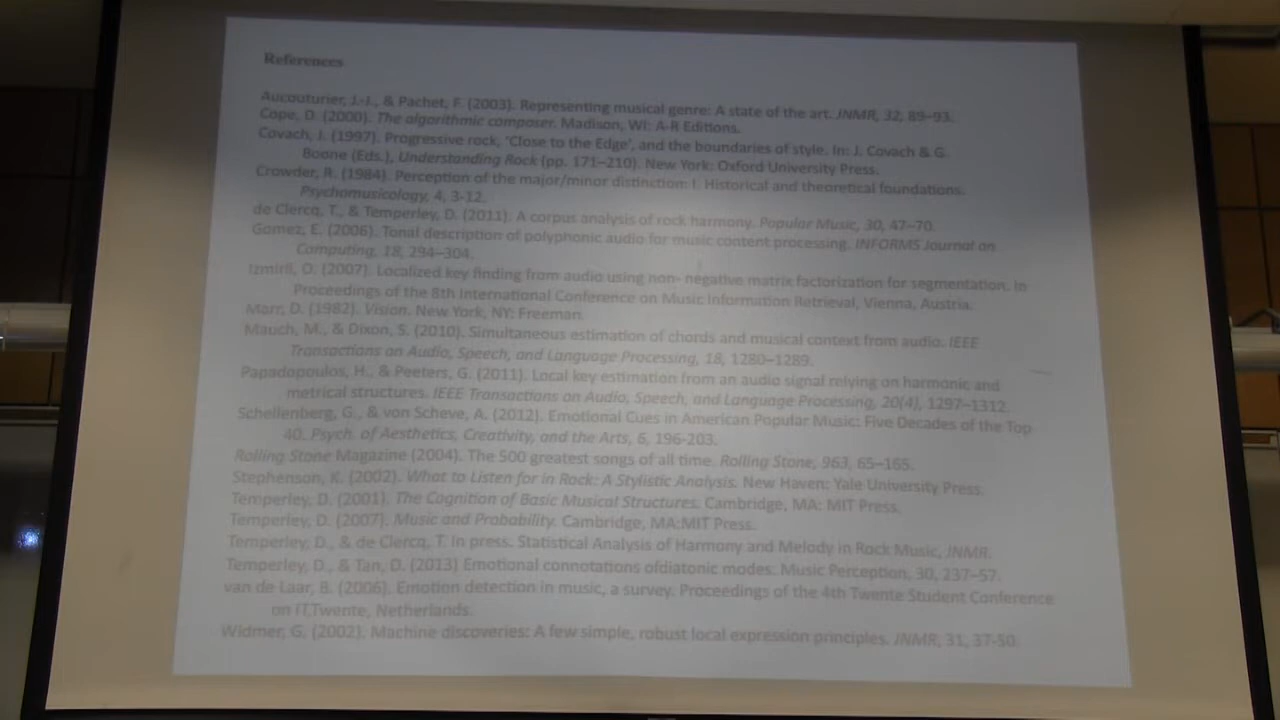 References
Aucouturier, J.-J., & Pachet, F. (2003). Representing musical genre: A state of the art. JNMR, 32, 89–93.
Cope, D. (2000). The algorithmic composer. Madison, WI: A-R Editions.
Covach, J. (1997). Progressive rock, 'Close to the Edge', and the boundaries of style. In: J. Covach & G.
Boone (Eds.), Understanding Rock (pp. 171–210). New York: Oxford University Press.
Crowder, R. (1984). Perception of the major/minor distinction: I. Historical and theoretical foundations.
Psychomusicology, 4, 3-12.
de Clercq, T., & Temperley, D. (2011). A corpus analysis of rock harmony. Popular Music, 30, 47–70.
Gomez, E. (2006). Tonal description of polyphonic audio for music content processing. INFORMS Journal on
Computing, 18, 294–304.
Izmirli, O. (2007). Localized key finding from audio using non- negative matrix factorization for segmentation. In
Proceedings of the 8th International Conference on Music Information Retrieval, Vienna, Austria.
Marr, D. (1982). Vision. New York, NY: Freeman
Mauch, M., & Dixon, S. (2010). Simultaneous estimation of chords and musical context from audio. IEEE
Transactions on Audio, Speech, and Language Processing, 18, 1280–1289.
Papadopoulos, H., & Peeters, G. (2011). Local key estimation from an audio signal relying on harmonic and
metrical structures. IEEE Transactions on Audio, Speech, and Language Processing, 20(4), 1297–1312.
Schellenberg, G., & von Scheve, A. (2012). Emotional Cues in American Popular Music: Five Decades of the Top
40. Psych. of Aesthetics, Creativity, and the Arts, 6, 196-203.
Rolling Stone Magazine (2004). The 500 greatest songs of all time. Rolling Stone, 963, 65–165.
Stephenson, K. (2002). What to Listen for in Rock: A Stylistic Analysis. New Haven: Yale University Press.
Temperley, D. (2001). The Cognition of Basic Musical Structures. Cambridge, MA: MIT Press.
Temperley, D. (2007). Music and Probability. Cambridge, MA:MIT Press.
Temperley, D., & de Clercq, T. In press. Statistical Analysis of Harmony and Melody in Rock Music, JNMR.
Temperley, D., & Tan, D. (2013) Emotional connotations ofdiatonic modes. Music Perception, 30, 237–57.
van de Laar, B. (2006). Emotion detection in music, a survey. Proceedings of the 4th Twente Student Conference
on IT,Twente, Netherlands.
Widmer, G. (2002). Machine discoveries: A few simple, robust local expression principles. JNMR, 31, 37-50.